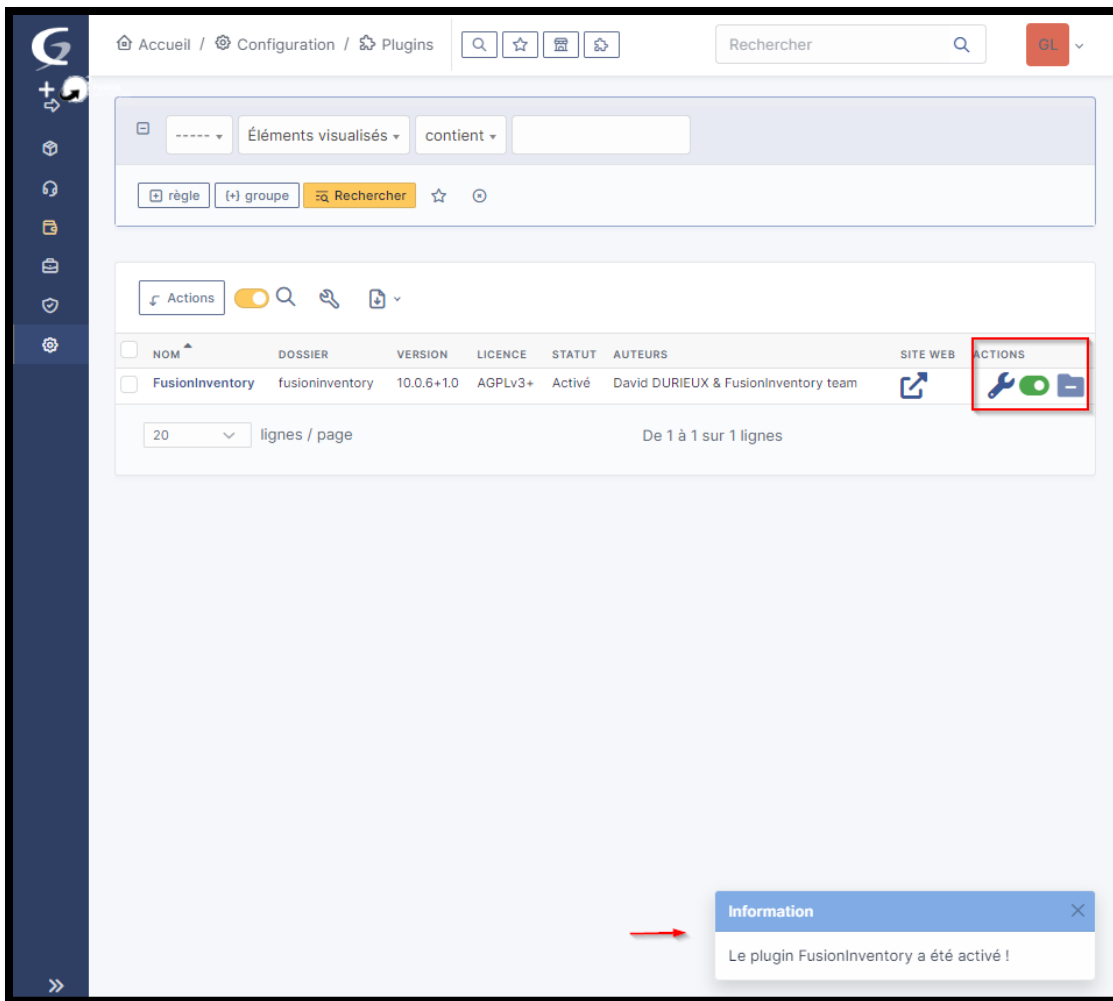 Accueil / Configuration / Plugins
Rechercher
GL
----- Éléments visualisés contient
règle
{+} groupe
Rechercher
Actions
NOM DOSSIER VERSION LICENCE STATUT AUTEURS SITE WEB ACTIONS
FusionInventory fusioninventory 10.0.6+1.0 AGPLv3+ Activé David DURIEUX & FusionInventory team
20 lignes / page
De 1 à 1 sur 1 lignes
Information
Le plugin FusionInventory a été activé !